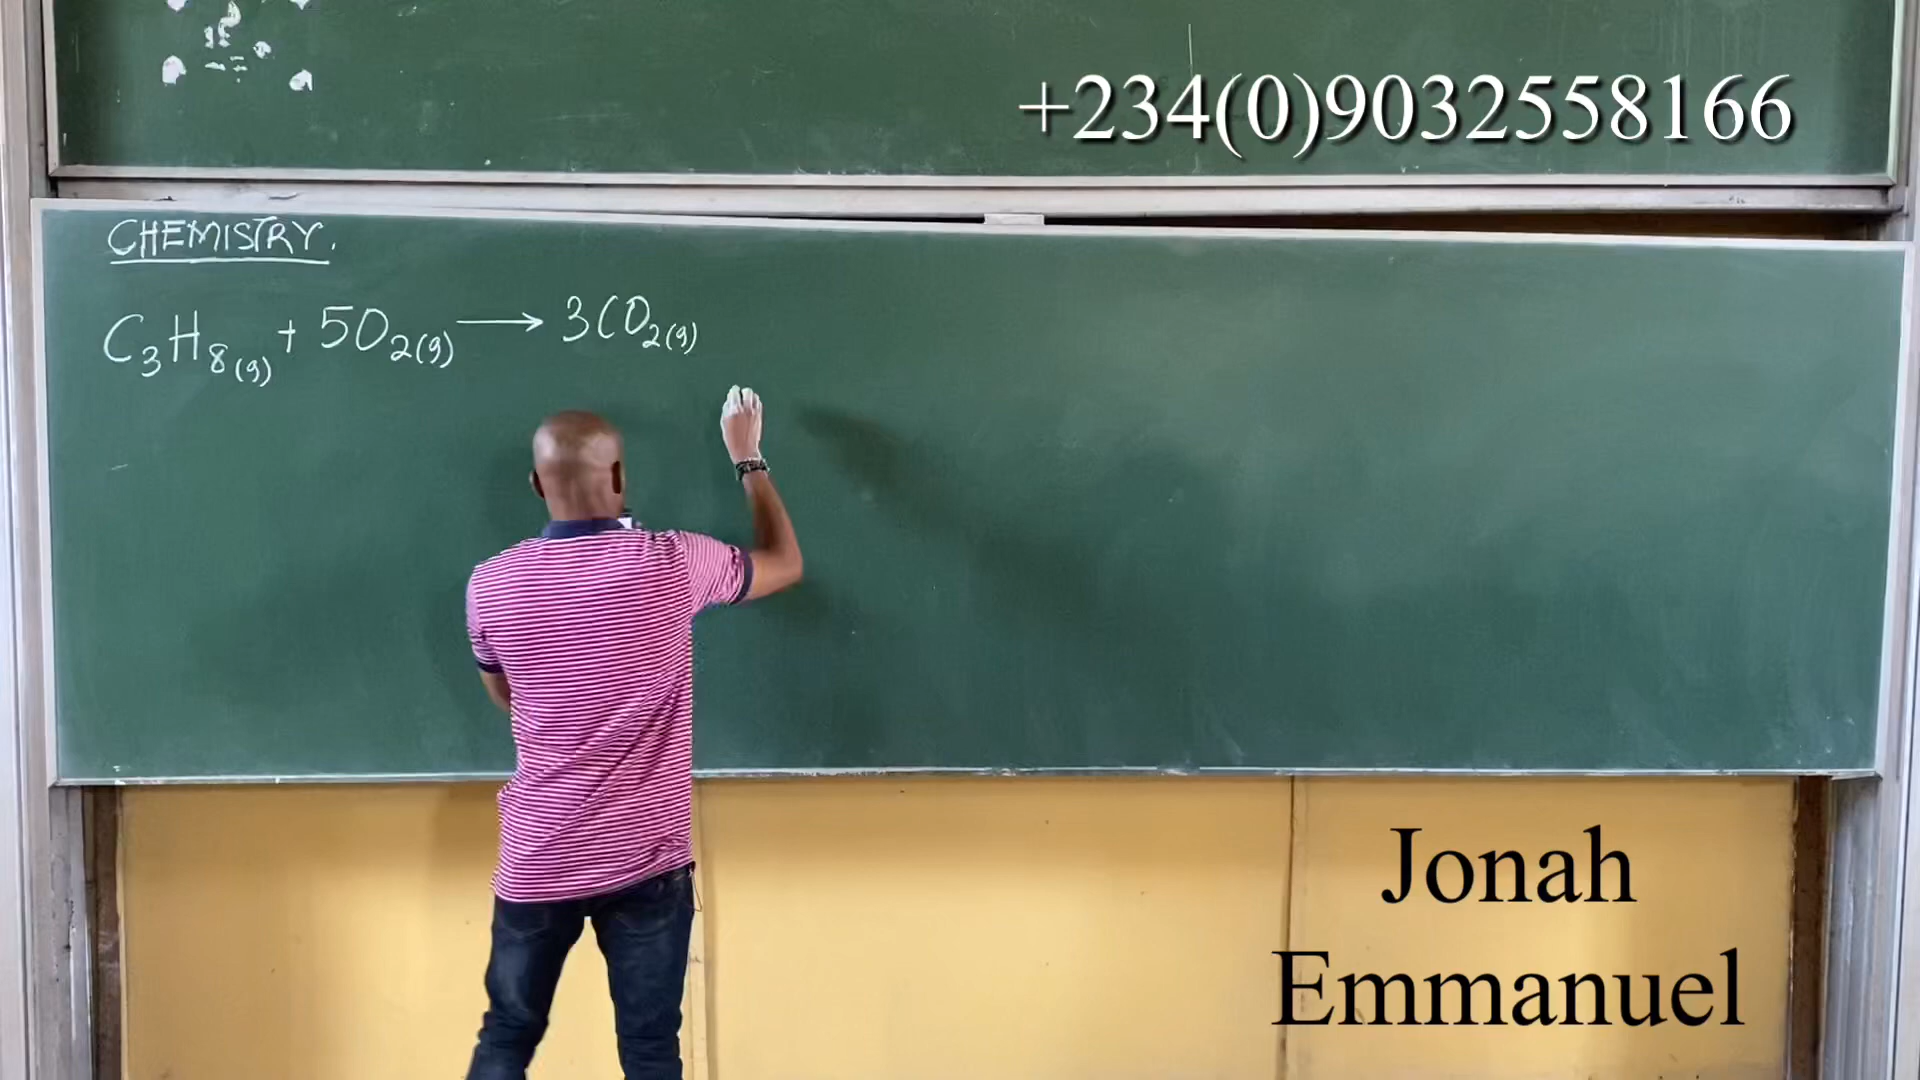 +234(0)9032558166
CHEMISTRY.
C₃H₈(g) + 5O₂(g) ⟶ 3CO₂(g)
Jonah
Emmanuel